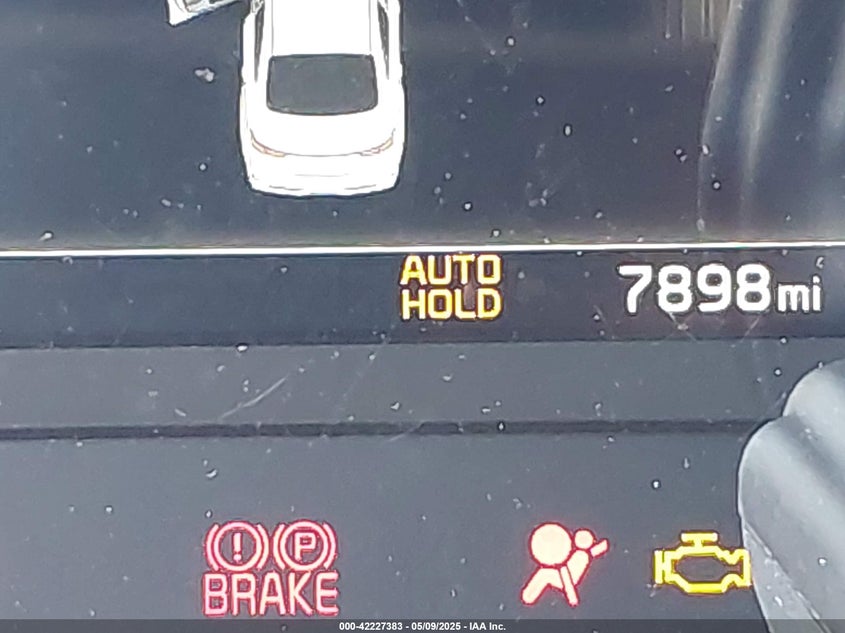 AUTO
HOLD
7898mi
! P
BRAKE
000-42227383 - 05/09/2025 - IAA Inc.